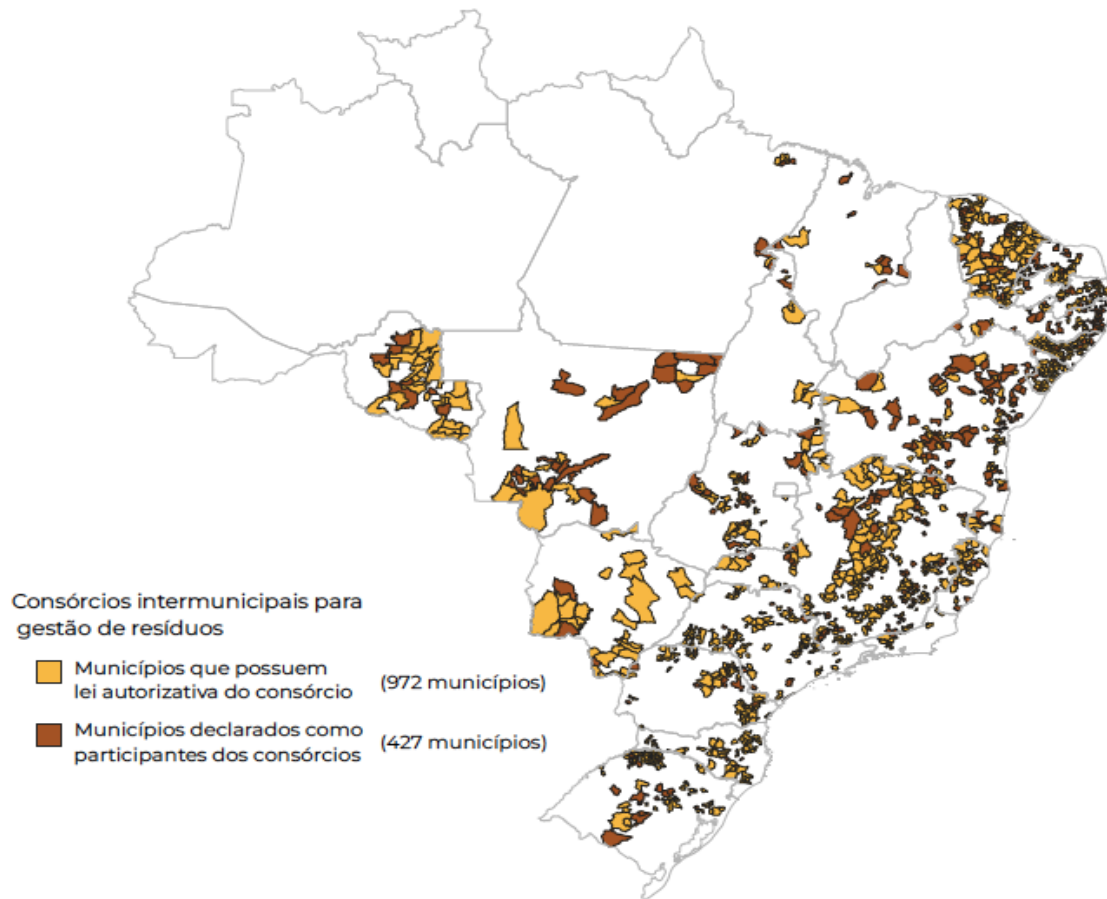 Consórcios intermunicipais para
gestão de resíduos
Municípios que possuem
lei autorizativa do consórcio (972 municípios)
Municípios declarados como
participantes dos consórcios (427 municípios)